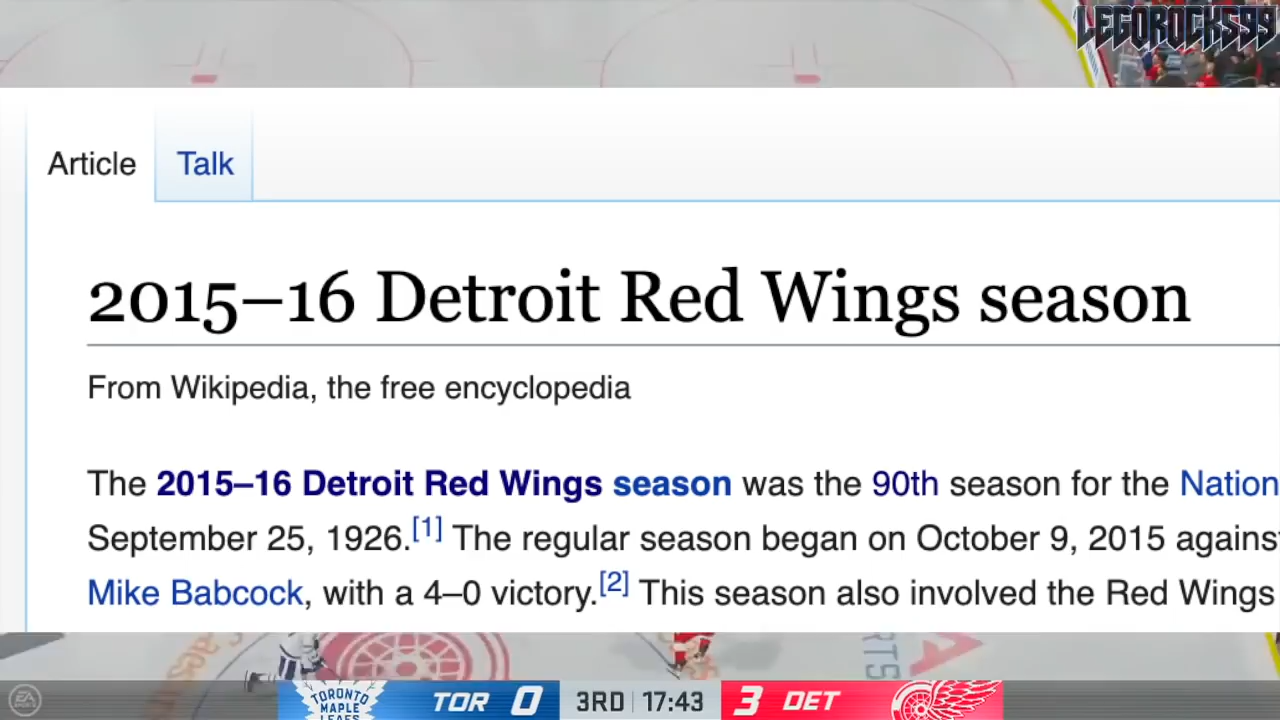 LEGOROCKS99
Article Talk
2015–16 Detroit Red Wings season
From Wikipedia, the free encyclopedia
The 2015–16 Detroit Red Wings season was the 90th season for the Nation
September 25, 1926.[1] The regular season began on October 9, 2015 agains
Mike Babcock, with a 4–0 victory.[2] This season also involved the Red Wings
EA SPORTS
TORONTO
MAPLE
LEAFS
TOR 0 3RD 17:43 3 DET